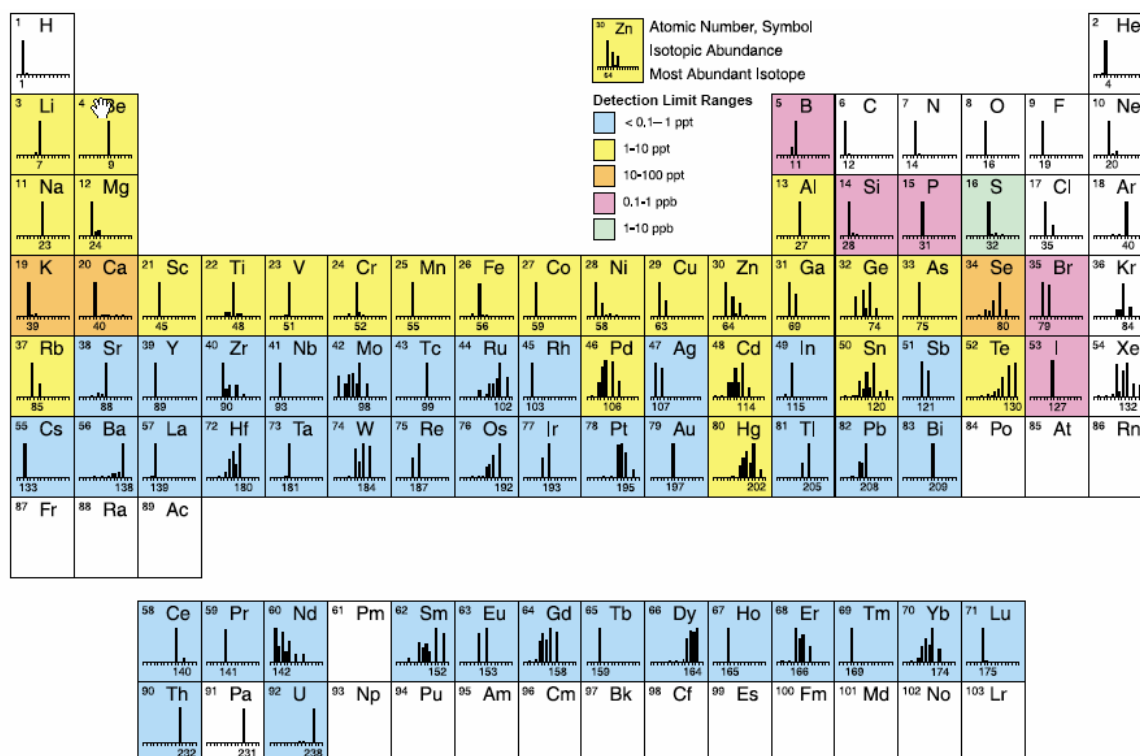 1 H
1
30 Zn
64
Atomic Number, Symbol
Isotopic Abundance
Most Abundant Isotope
2 He
4
Detection Limit Ranges
< 0.1–1 ppt
1-10 ppt
10-100 ppt
0.1-1 ppb
1-10 ppb
3 Li 4 Be 5 B 6 C 7 N 8 O 9 F 10 Ne
7 9 11 12 14 16 19 20
11 Na 12 Mg 13 Al 14 Si 15 P 16 S 17 Cl 18 Ar
23 24 27 28 31 32 35 40
19 K 20 Ca 21 Sc 22 Ti 23 V 24 Cr 25 Mn 26 Fe 27 Co 28 Ni 29 Cu 30 Zn 31 Ga 32 Ge 33 As 34 Se 35 Br 36 Kr
39 40 45 48 51 52 55 56 59 58 63 64 69 74 75 80 79 84
37 Rb 38 Sr 39 Y 40 Zr 41 Nb 42 Mo 43 Tc 44 Ru 45 Rh 46 Pd 47 Ag 48 Cd 49 In 50 Sn 51 Sb 52 Te 53 I 54 Xe
85 88 89 90 93 98 99 102 103 106 107 114 115 120 121 130 127 132
55 Cs 56 Ba 57 La 72 Hf 73 Ta 74 W 75 Re 76 Os 77 Ir 78 Pt 79 Au 80 Hg 81 Tl 82 Pb 83 Bi 84 Po 85 At 86 Rn
133 138 139 180 181 184 187 192 193 195 197 202 205 208 209
87 Fr 88 Ra 89 Ac
58 Ce 59 Pr 60 Nd 61 Pm 62 Sm 63 Eu 64 Gd 65 Tb 66 Dy 67 Ho 68 Er 69 Tm 70 Yb 71 Lu
140 141 142 152 153 158 159 164 165 166 169 174 175
90 Th 91 Pa 92 U 93 Np 94 Pu 95 Am 96 Cm 97 Bk 98 Cf 99 Es 100 Fm 101 Md 102 No 103 Lr
232 231 238